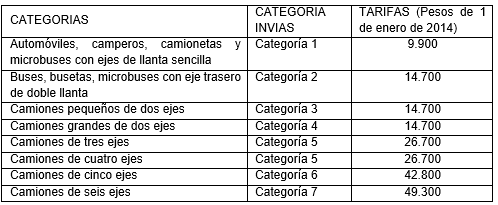 CATEGORIAS CATEGORIA INVIAS TARIFAS (Pesos de 1 de enero de 2014)
Automóviles, camperos, camionetas y microbuses con ejes de llanta sencilla Categoría 1 9.900
Buses, busetas, microbuses con eje trasero de doble llanta Categoría 2 14.700
Camiones pequeños de dos ejes Categoría 3 14.700
Camiones grandes de dos ejes Categoría 4 14.700
Camiones de tres ejes Categoría 5 26.700
Camiones de cuatro ejes Categoría 5 26.700
Camiones de cinco ejes Categoría 6 42.800
Camiones de seis ejes Categoría 7 49.300